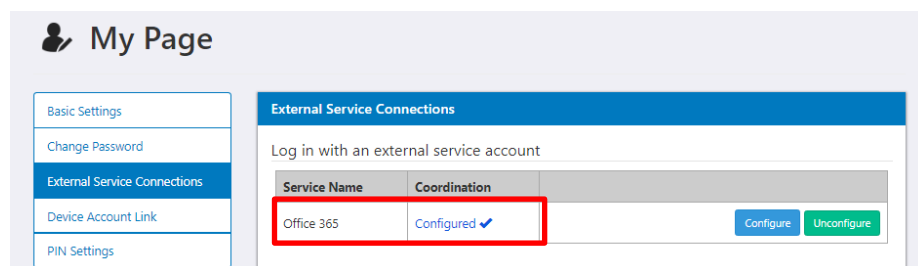 My Page
Basic Settings
Change Password
External Service Connections
Device Account Link
PIN Settings
External Service Connections
Log in with an external service account
Service Name Coordination
Office 365 Configured ✔ Configure Unconfigure